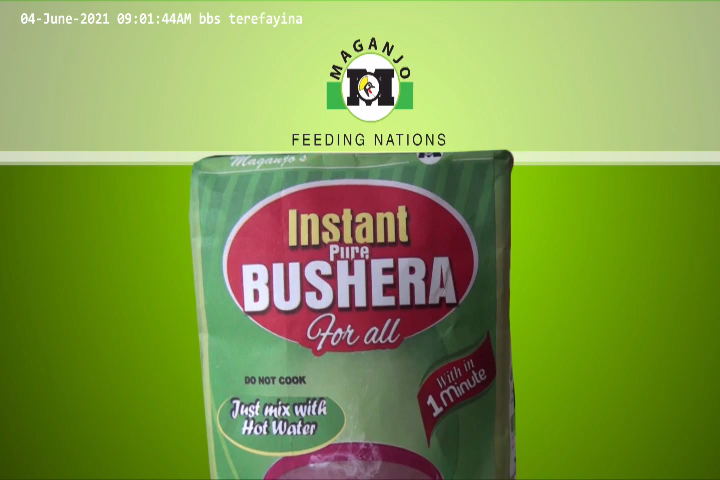 04-June-2021 09:01:44AM bbs terefayina
MAGANJO
M
FEEDING NATIONS
Maganjo's
Instant
Pure
BUSHERA
For all
DO NOT COOK
Just mix with
Hot Water
With in
1 Minute